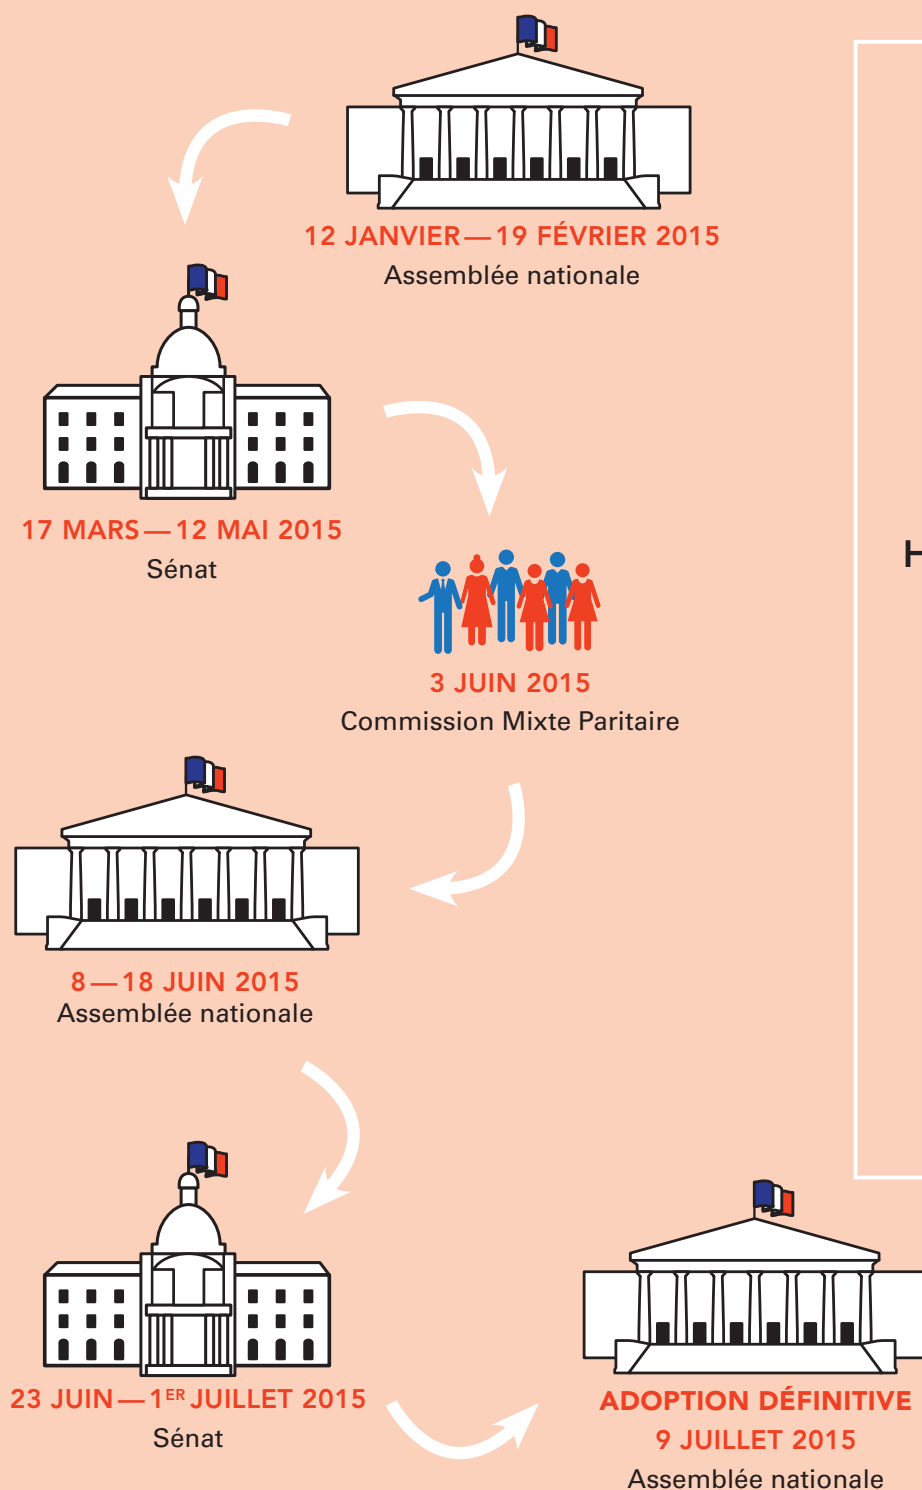 12 JANVIER — 19 FÉVRIER 2015
Assemblée nationale
17 MARS — 12 MAI 2015
Sénat
3 JUIN 2015
Commission Mixte Paritaire
8 — 18 JUIN 2015
Assemblée nationale
23 JUIN — 1ER JUILLET 2015
Sénat
ADOPTION DÉFINITIVE
9 JUILLET 2015
Assemblée nationale